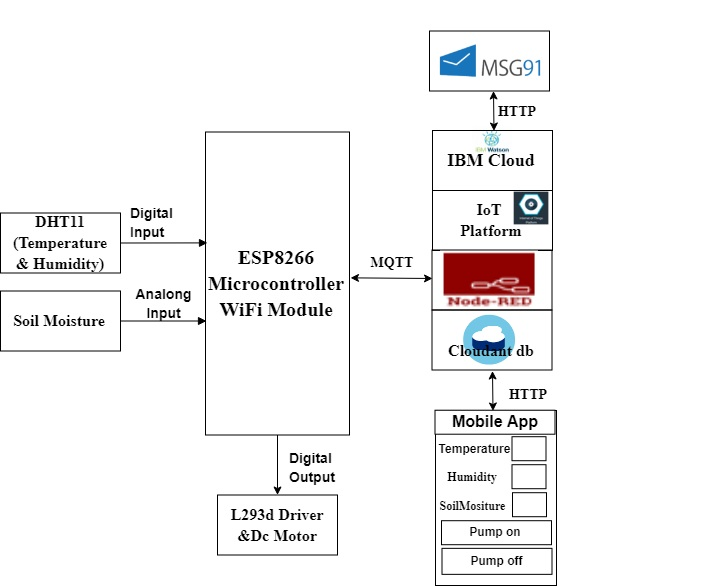 MSG91
HTTP
IBM Watson
IBM Cloud
IoT
Platform
Digital
Input
DHT11
(Temperature
& Humidity)
ESP8266
Microcontroller
WiFi Module
MQTT
Node-RED
Analong
Input
Soil Moisture
Cloudant db
HTTP
Mobile App
Temperature
Humidity
SoilMositure
Pump on
Pump off
Digital
Output
L293d Driver
&Dc Motor